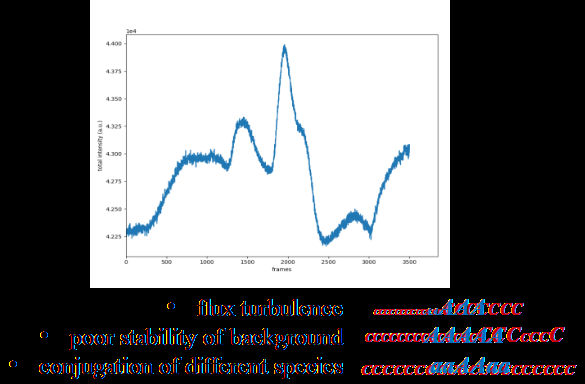 1e4
4.400
4.375
4.350
4.325
4.300
4.275
4.250
4.225
total intensity (a.u.)
0 500 1000 1500 2000 2500 3000 3500
frames
• flux turbulence
• poor stability of background
• conjugation of different species